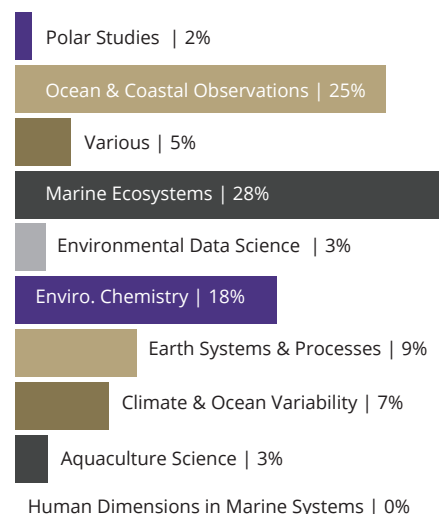 Polar Studies | 2%
Ocean & Coastal Observations | 25%
Various | 5%
Marine Ecosystems | 28%
Environmental Data Science | 3%
Enviro. Chemistry | 18%
Earth Systems & Processes | 9%
Climate & Ocean Variability | 7%
Aquaculture Science | 3%
Human Dimensions in Marine Systems | 0%